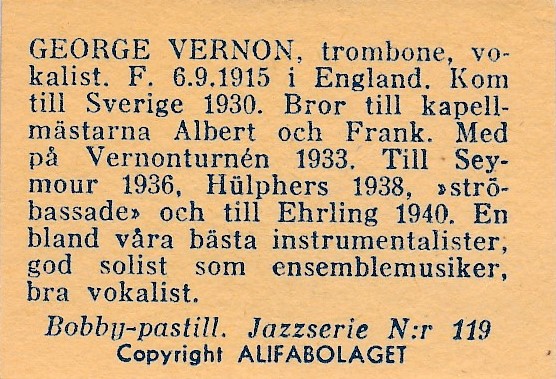 GEORGE VERNON, trombone, vo-
kalist. F. 6.9.1915 i England. Kom
till Sverige 1930. Bror till kapell-
mästarna Albert och Frank. Med
på Vernonturnén 1933. Till Sey-
mour 1936, Hülphers 1938, »strö-
bassade» och till Ehrling 1940. En
bland våra bästa instrumentalister,
god solist som ensemblemusiker,
bra vokalist.
Bobby-pastill. Jazzserie N:r 119
Copyright ALIFABOLAGET